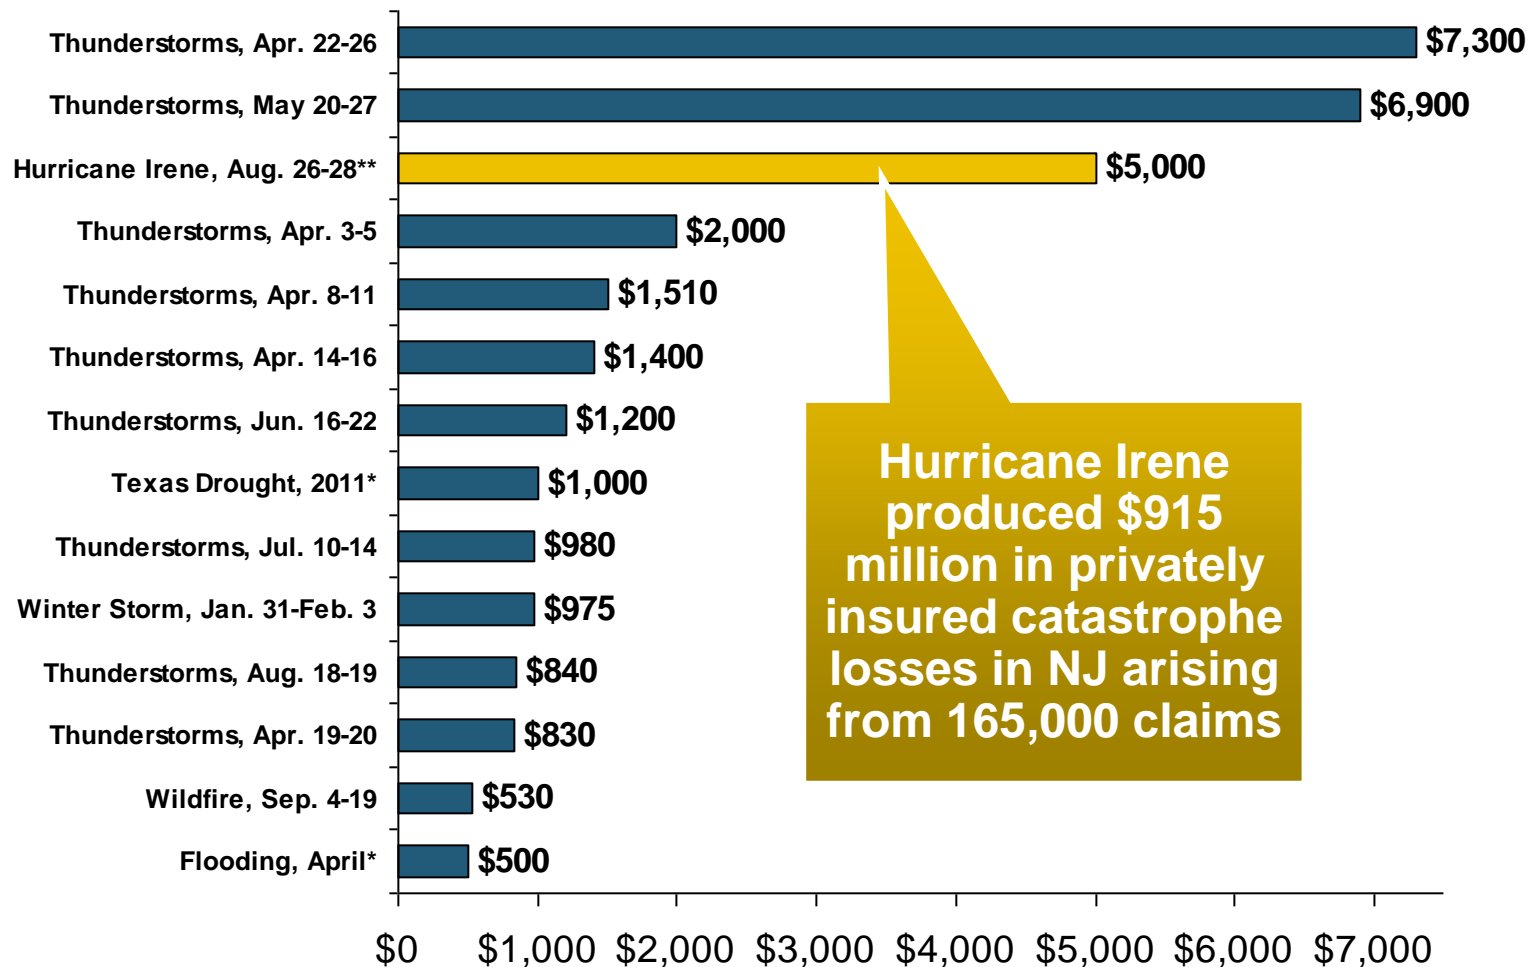 Thunderstorms, Apr. 22-26 $7,300
Thunderstorms, May 20-27 $6,900
Hurricane Irene, Aug. 26-28** $5,000
Thunderstorms, Apr. 3-5 $2,000
Thunderstorms, Apr. 8-11 $1,510
Thunderstorms, Apr. 14-16 $1,400
Thunderstorms, Jun. 16-22 $1,200
Texas Drought, 2011* $1,000
Thunderstorms, Jul. 10-14 $980
Winter Storm, Jan. 31-Feb. 3 $975
Thunderstorms, Aug. 18-19 $840
Thunderstorms, Apr. 19-20 $830
Wildfire, Sep. 4-19 $530
Flooding, April* $500
Hurricane Irene
produced $915
million in privately
insured catastrophe
losses in NJ arising
from 165,000 claims
$0 $1,000 $2,000 $3,000 $4,000 $5,000 $6,000 $7,000